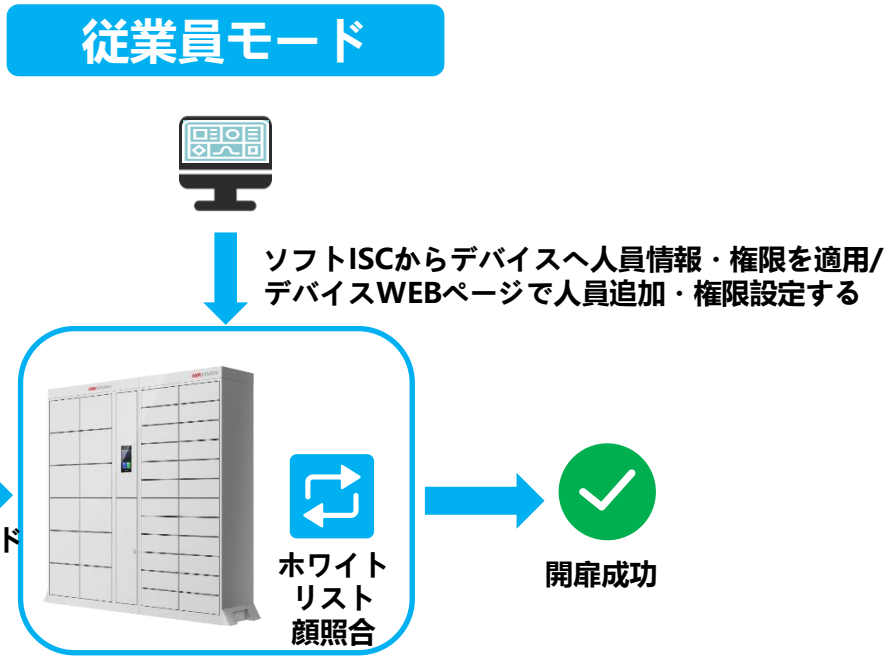 従業員モード
ソフトISCからデバイスへ人員情報・権限を適用/
デバイスWEBページで人員追加・権限設定する
HIKVISION
HIKVISION
ド
ホワイト
リスト
顔照合
開扉成功